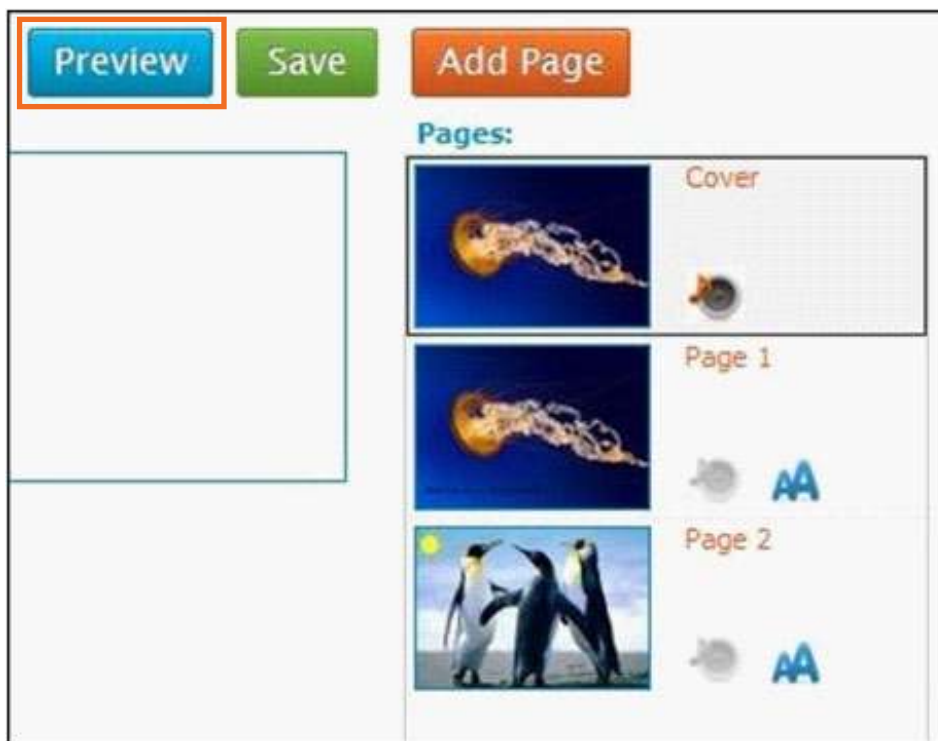 Preview Save Add Page
Pages:
Cover
Page 1
AA
Page 2
AA